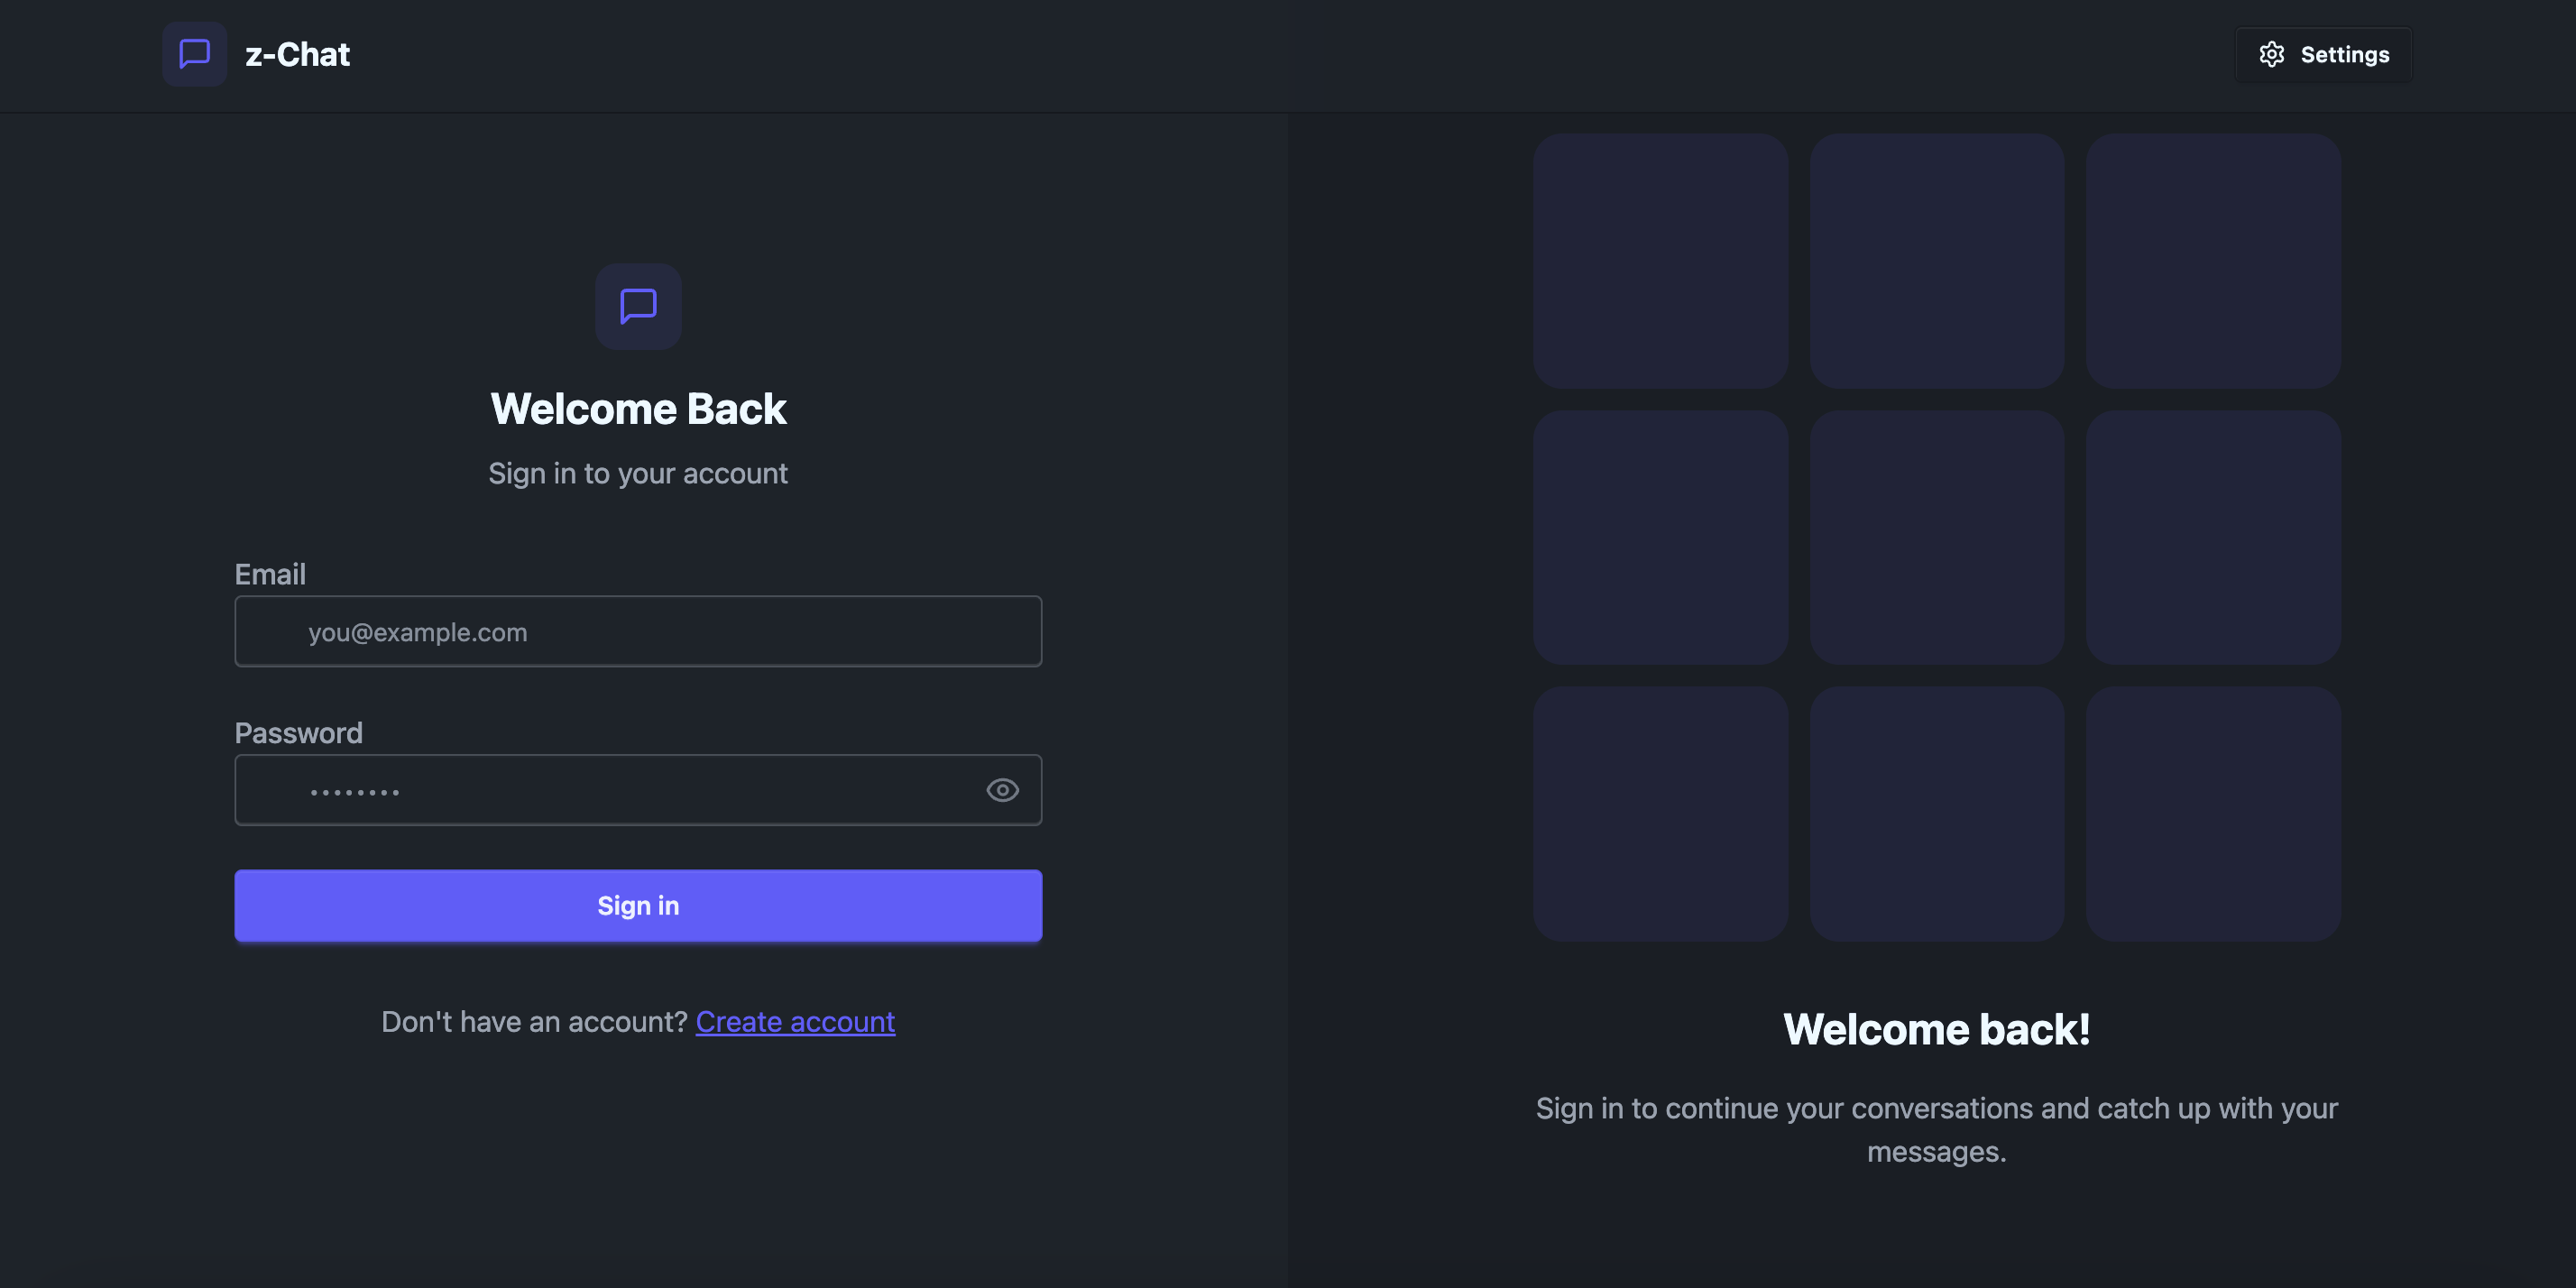 z-Chat
Settings
Welcome Back
Sign in to your account
Email
you@example.com
Password
••••••••
Sign in
Don't have an account? Create account
Welcome back!
Sign in to continue your conversations and catch up with your
messages.